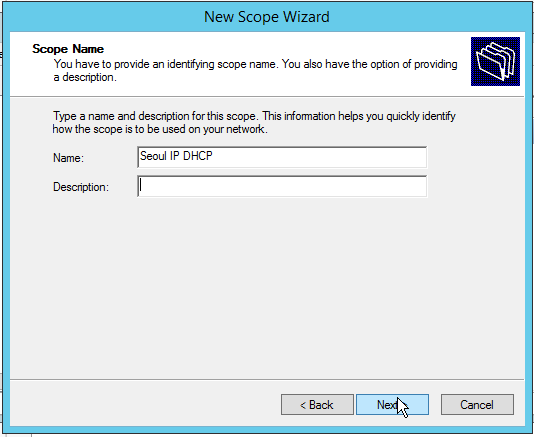 New Scope Wizard
Scope Name
You have to provide an identifying scope name. You also have the option of providing
a description.
Type a name and description for this scope. This information helps you quickly identify
how the scope is to be used on your network.
Name:
Seoul IP DHCP
Description:
< Back
Next >
Cancel